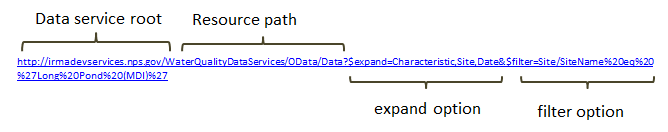 Data service root Resource path
http://irmadevservices.nps.gov/WaterQualityDataServices/OData/Data?$expand=Characteristic,Site,Date&$filter=Site/SiteName%20eq%20
%27Long%20Pond%20(MDI)%27
expand option filter option